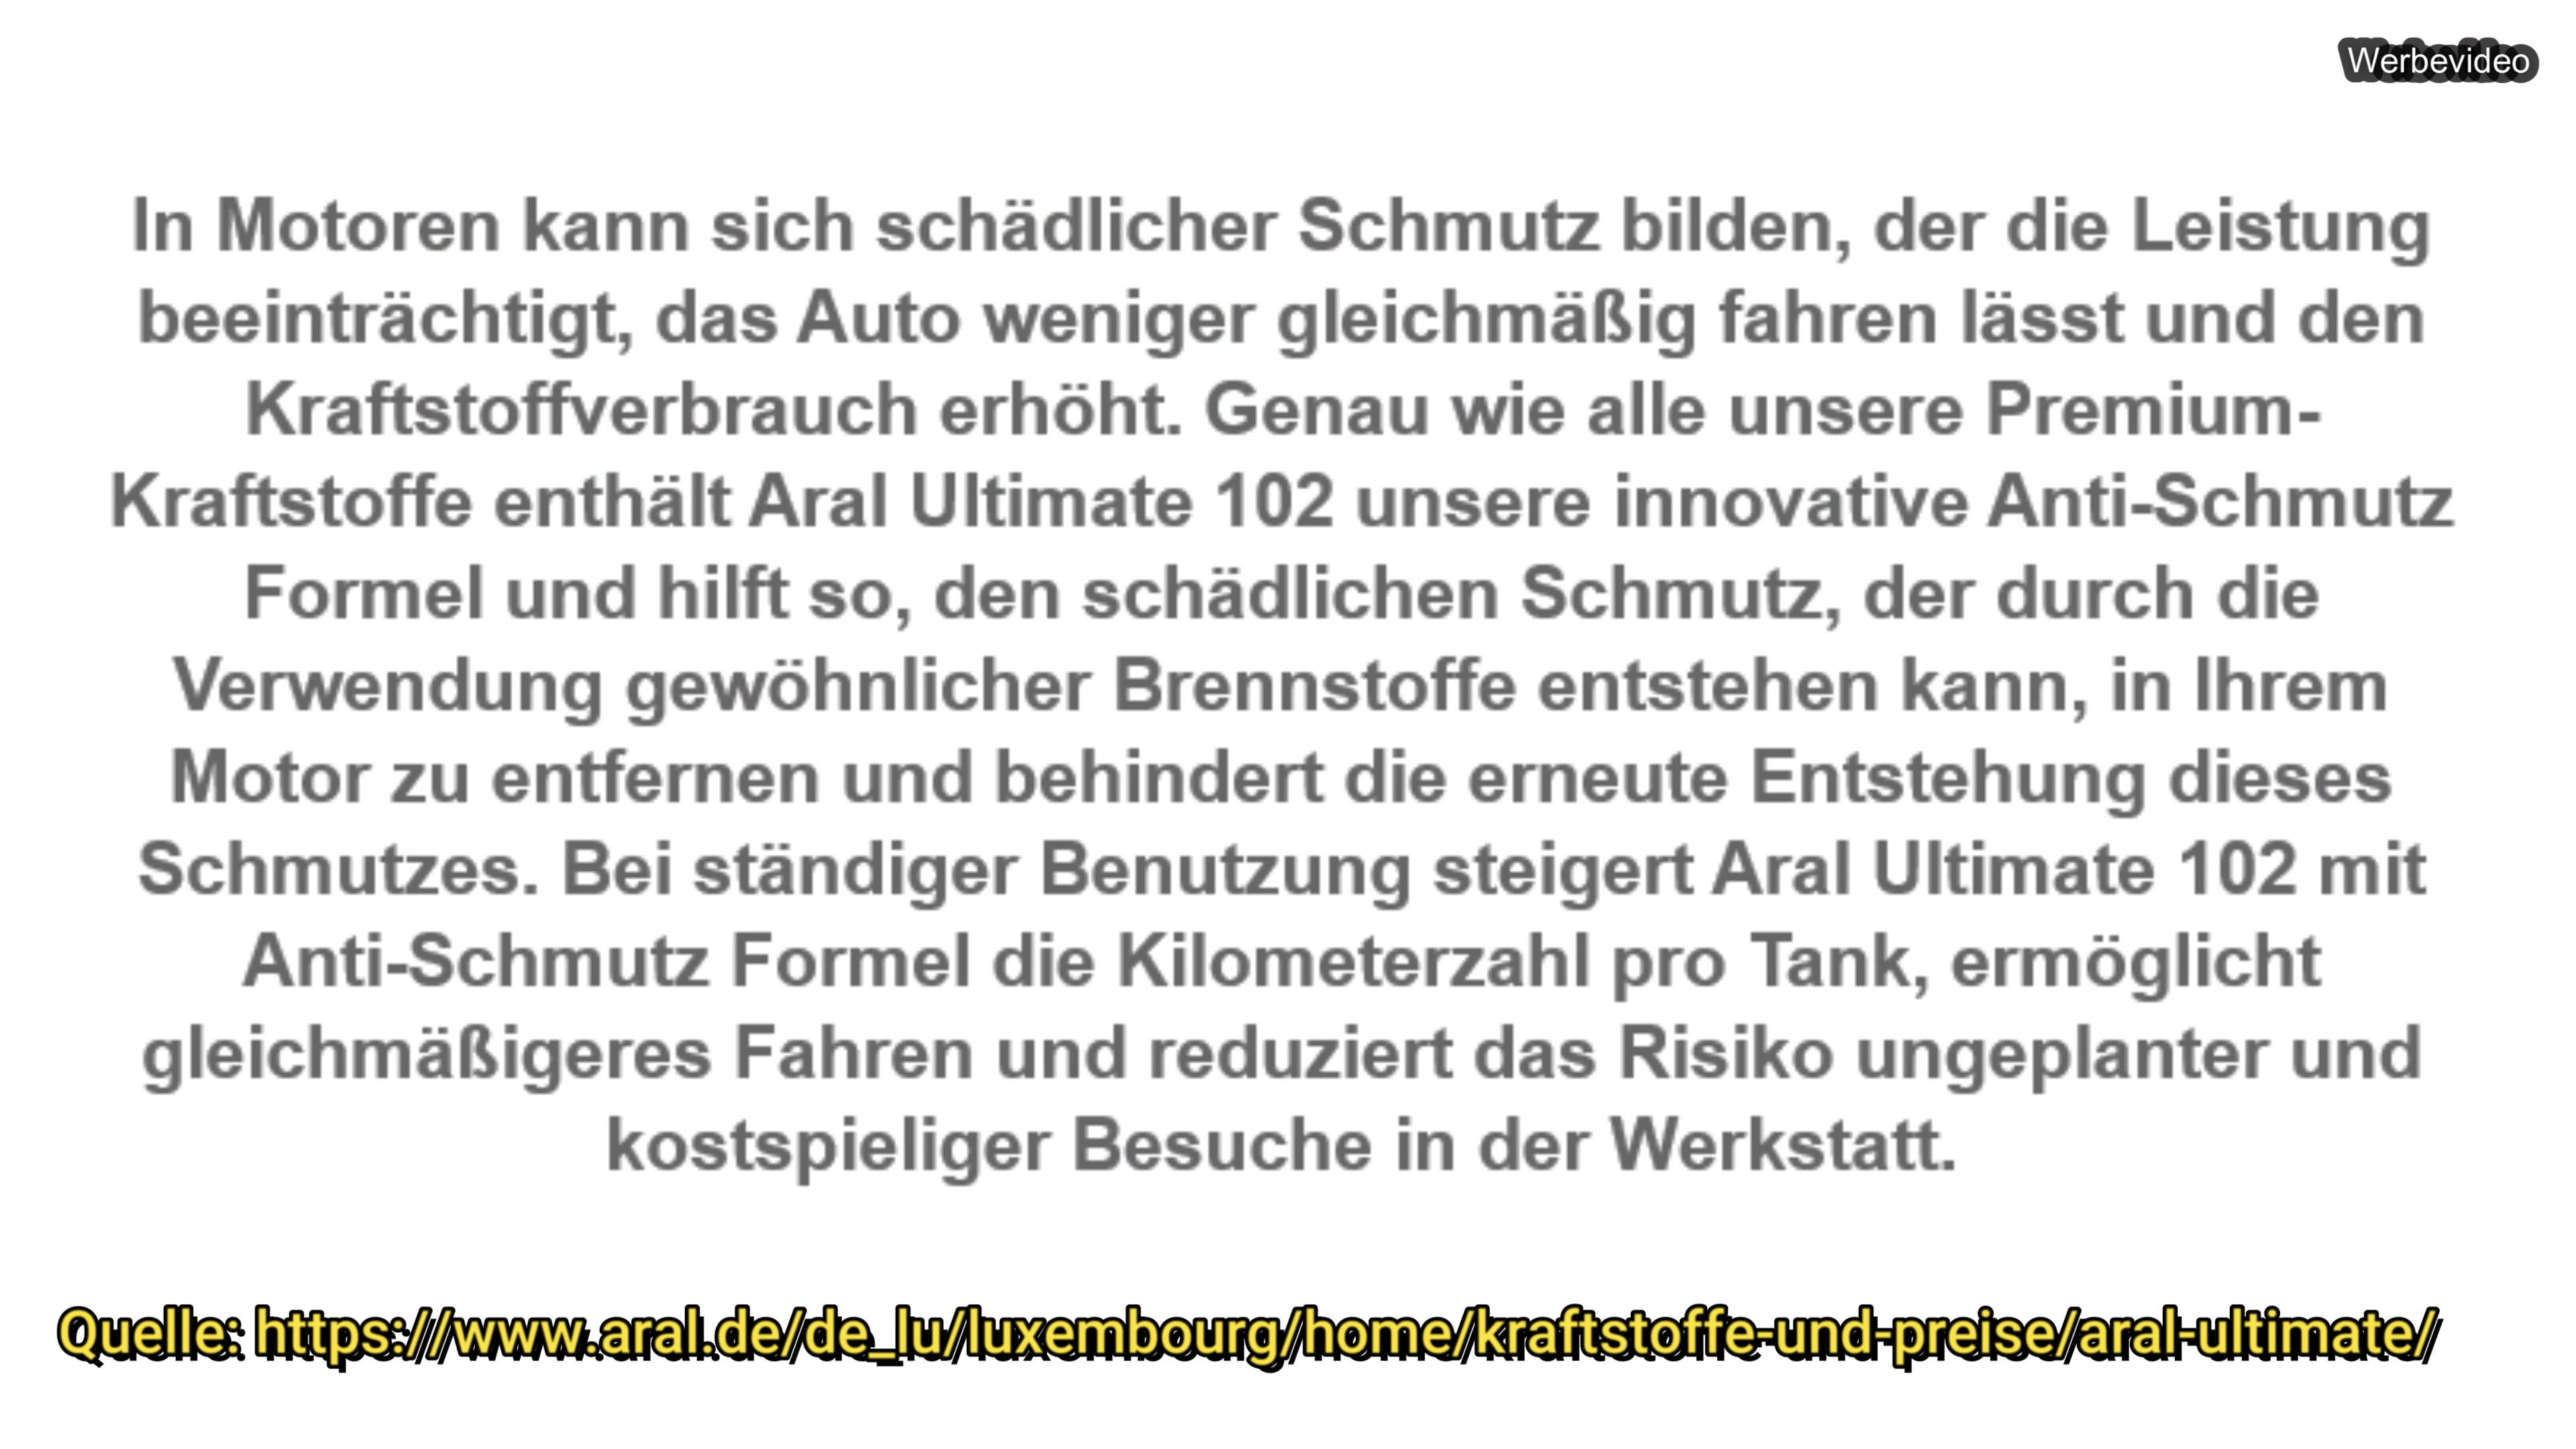 Werbevideo
In Motoren kann sich schädlicher Schmutz bilden, der die Leistung
beeinträchtigt, das Auto weniger gleichmäßig fahren lässt und den
Kraftstoffverbrauch erhöht. Genau wie alle unsere Premium-
Kraftstoffe enthält Aral Ultimate 102 unsere innovative Anti-Schmutz
Formel und hilft so, den schädlichen Schmutz, der durch die
Verwendung gewöhnlicher Brennstoffe entstehen kann, in Ihrem
Motor zu entfernen und behindert die erneute Entstehung dieses
Schmutzes. Bei ständiger Benutzung steigert Aral Ultimate 102 mit
Anti-Schmutz Formel die Kilometerzahl pro Tank, ermöglicht
gleichmäßigeres Fahren und reduziert das Risiko ungeplanter und
kostspieliger Besuche in der Werkstatt.
Quelle: https://www.aral.de/de_lu/luxembourg/home/kraftstoffe-und-preise/aral-ultimate/